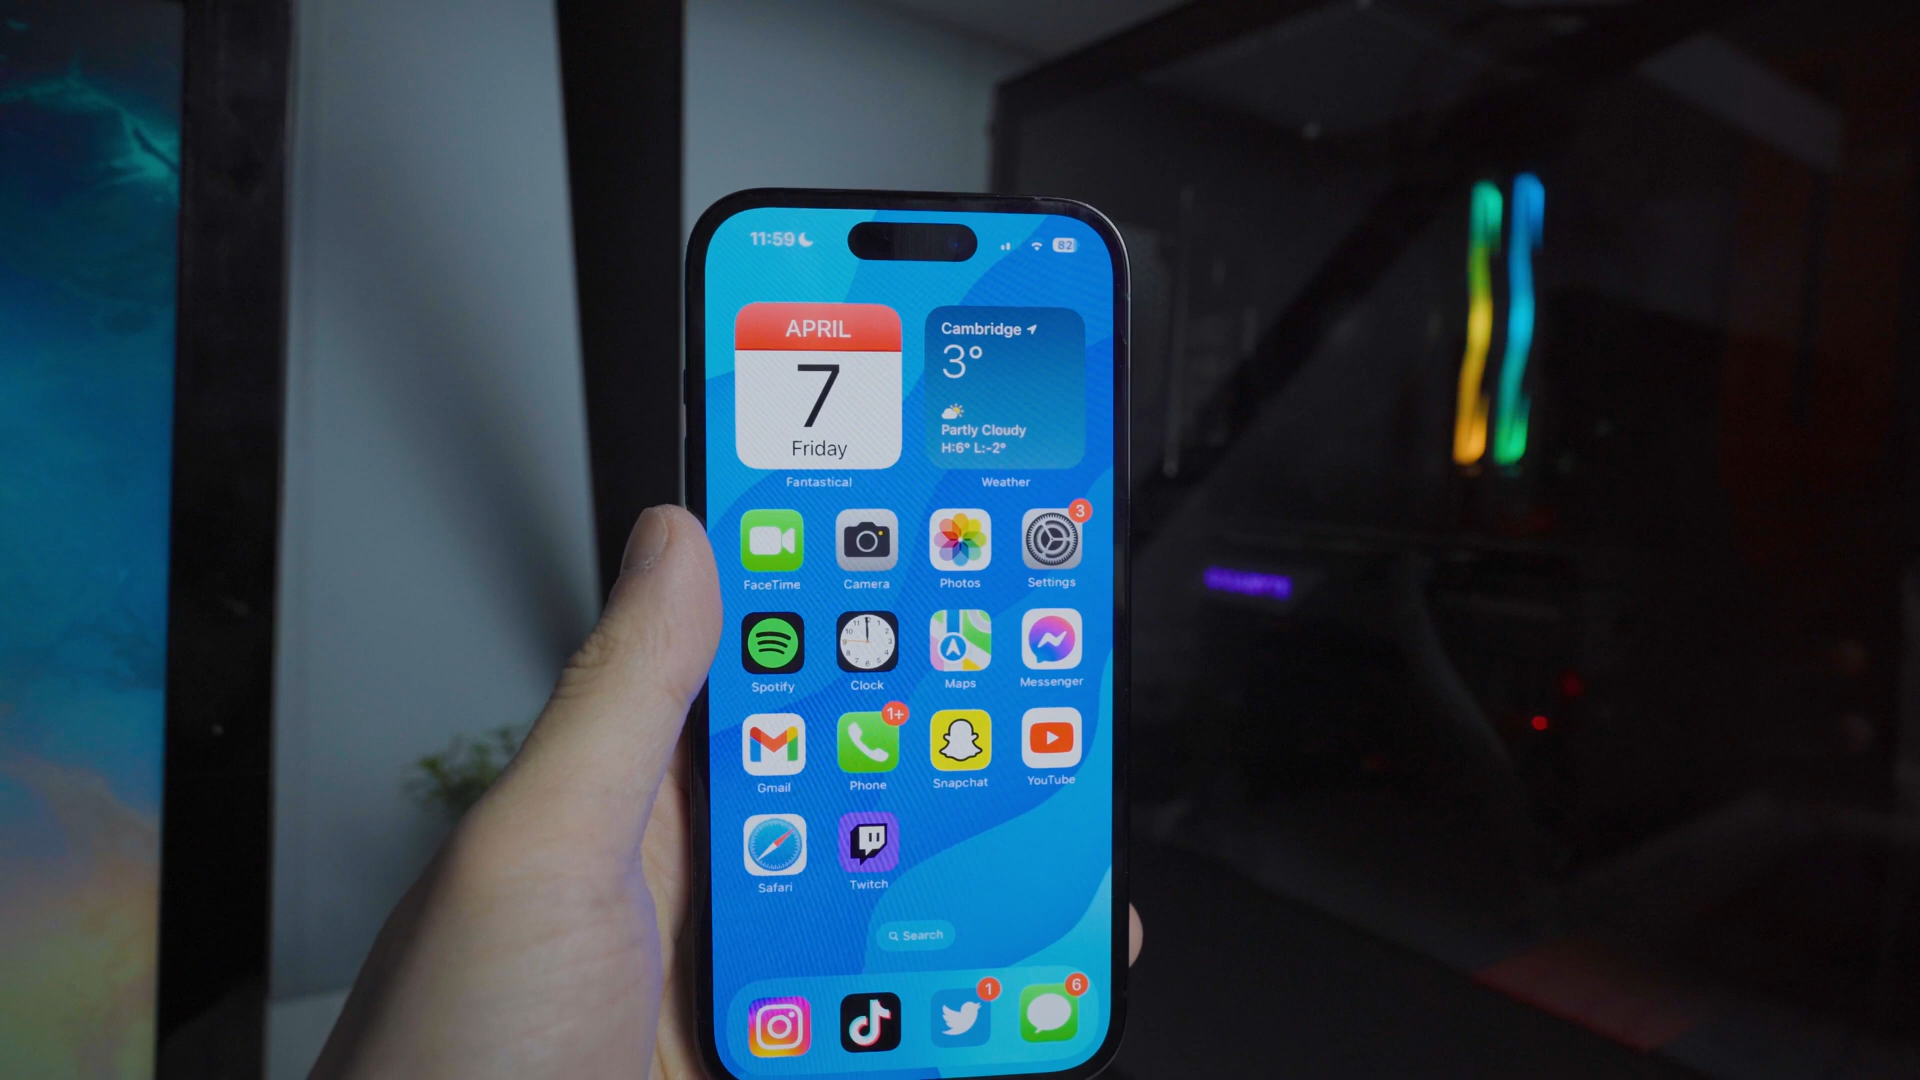 11:59
82
APRIL
7
Friday
Fantastical
Cambridge
3°
Partly Cloudy
H:6° L:-2°
Weather
FaceTime
Camera
Photos
3
Settings
Spotify
Clock
Maps
Messenger
Gmail
1+
Phone
Snapchat
YouTube
Safari
Twitch
Search
1
6